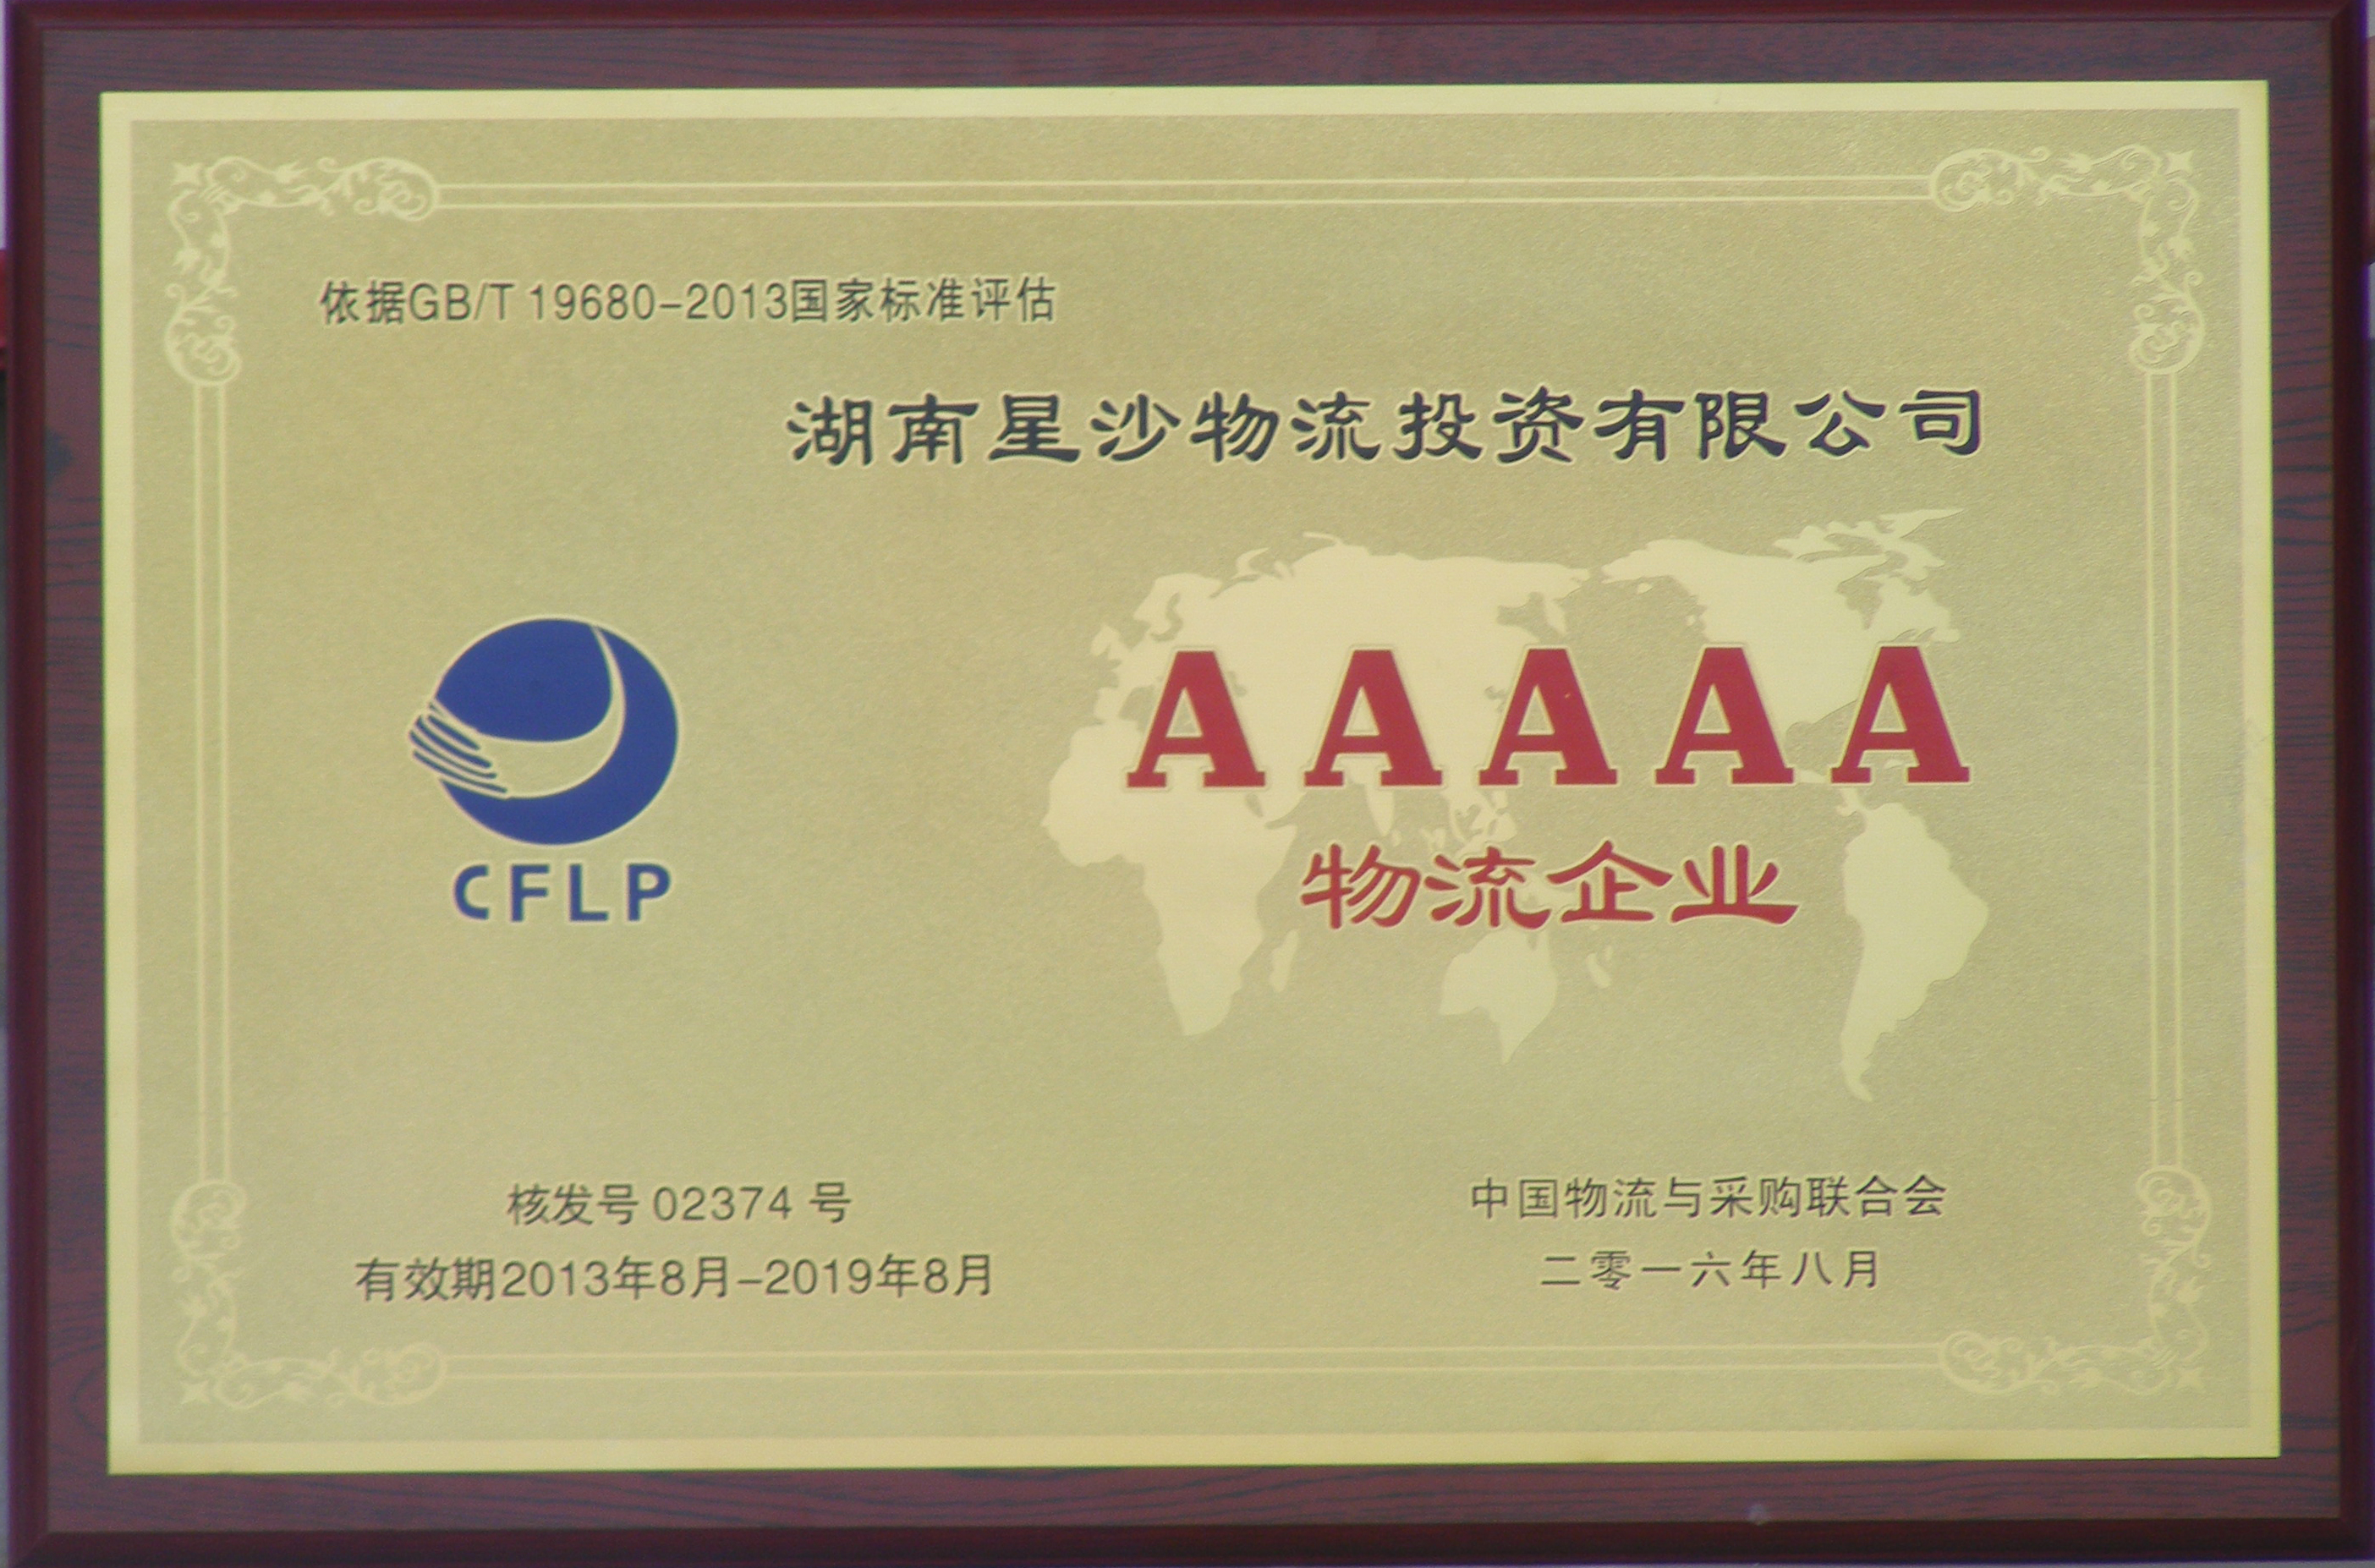 依据GB/T 19680-2013国家标准评估
湖南星沙物流投资有限公司
AAAAA
物流企业
CFLP
核发号 02374 号
有效期2013年8月-2019年8月
中国物流与采购联合会
二零一六年八月